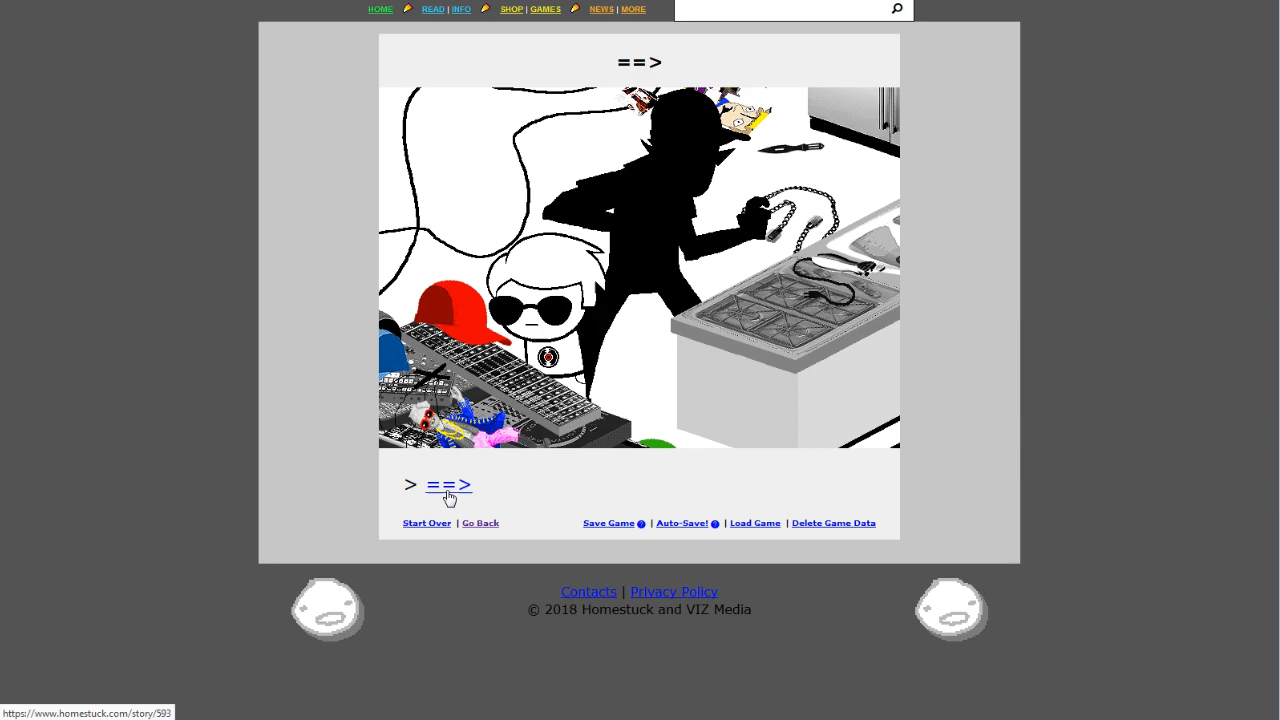 HOME READ | INFO SHOP | GAMES NEWS | MORE
==>
> ==>
Start Over | Go Back Save Game ? | Auto-Save! ? | Load Game | Delete Game Data
Contacts | Privacy Policy
© 2018 Homestuck and VIZ Media
https://www.homestuck.com/story/593